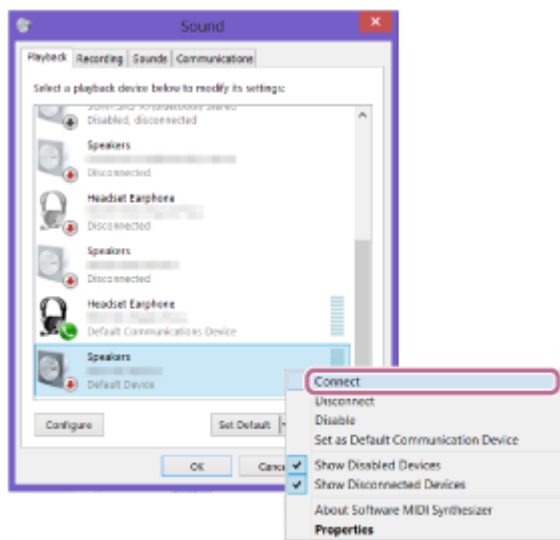 Sound
Playback Recording Sounds Communications
Select a playback device below to modify its settings:
Disabled, disconnected
Speakers
Disconnected
Headset Earphone
Disconnected
Speakers
Disconnected
Headset Earphone
Default Communications Device
Speakers
Default Device
Configure
Set Default
OK
Connect
Disconnect
Disable
Set as Default Communication Device
Show Disabled Devices
Show Disconnected Devices
About Software MIDI Synthesizer
Properties